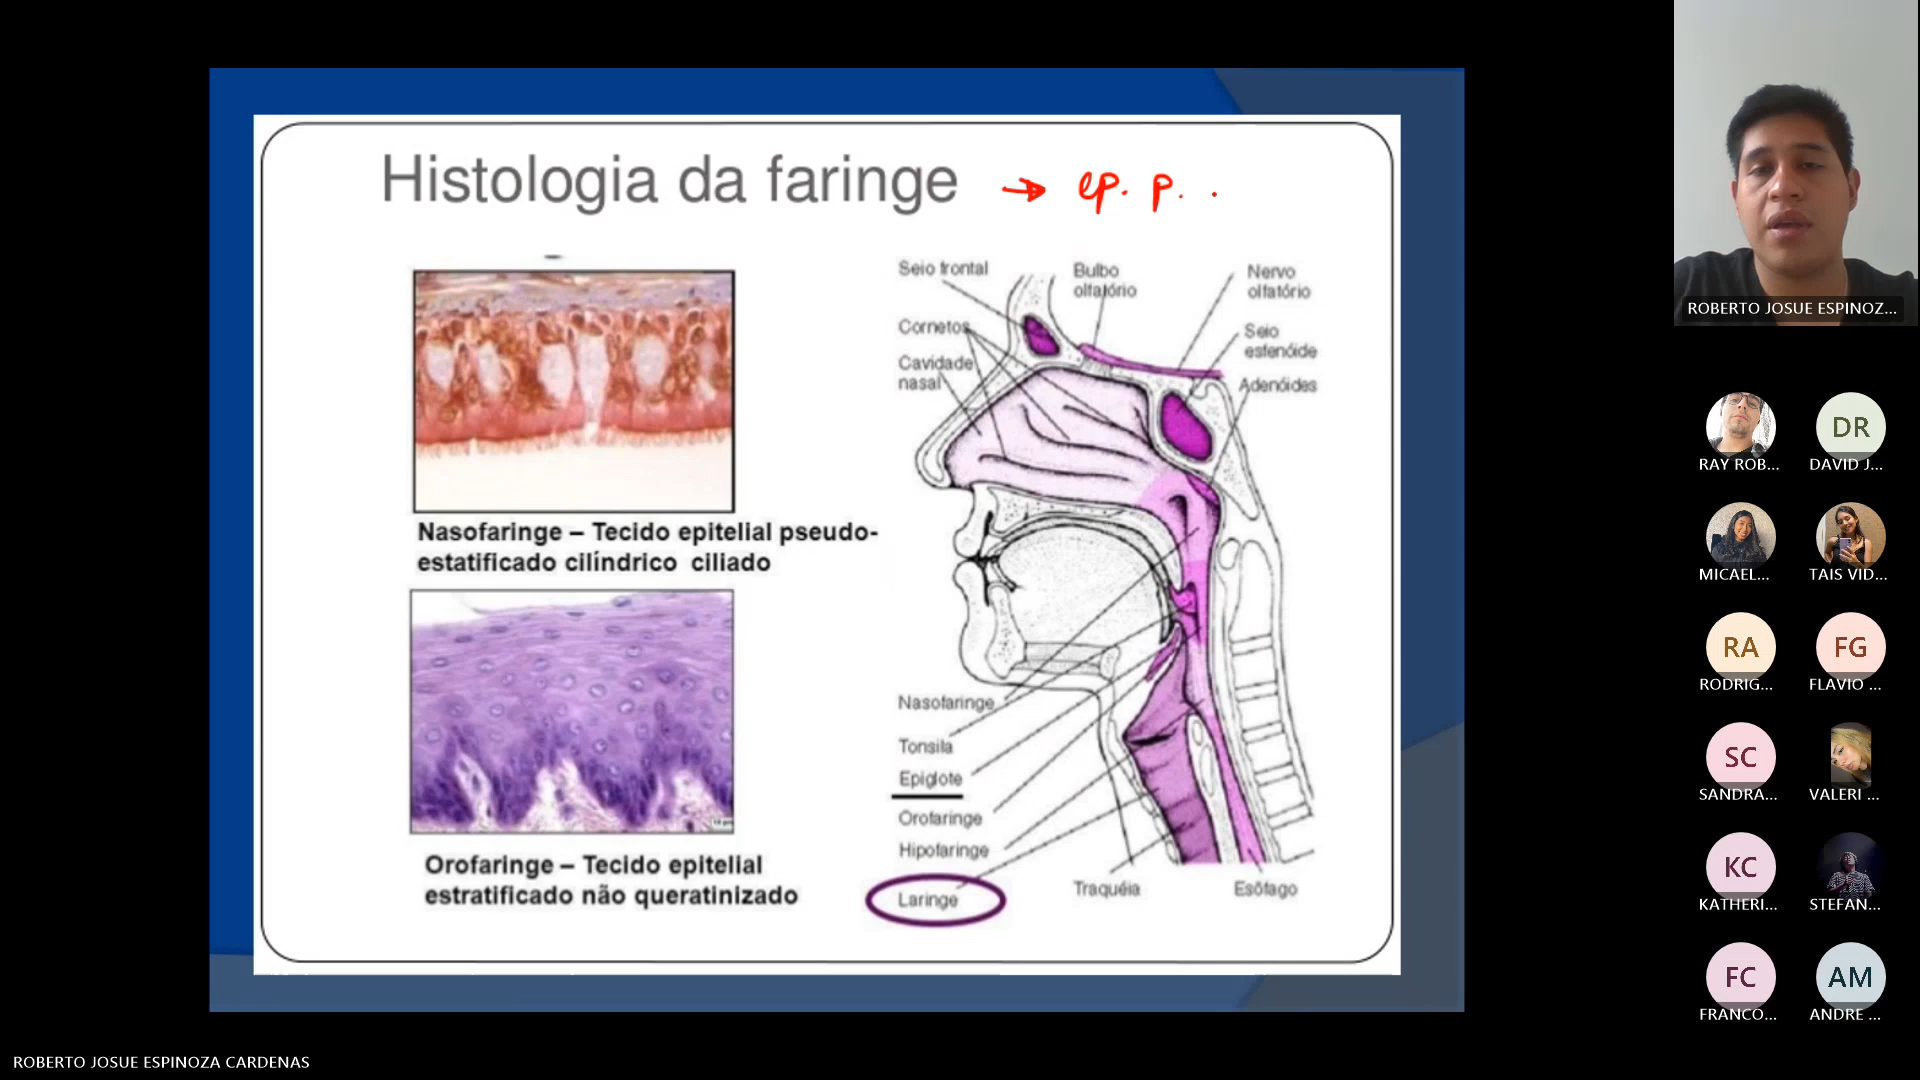 Histologia da faringe → ep. p. .
Seio frontal
Bulbo
olfatório
Nervo
olfatório
Cornetos
Seio
esfenóide
Cavidade
nasal
Adenóides
Nasofaringe – Tecido epitelial pseudo-
estatificado cilíndrico ciliado
Nasofaringe
Tonsila
Epiglote
Orofaringe
Hipofaringe
Laringe
Traquéia
Esôfago
Orofaringe – Tecido epitelial
estratificado não queratinizado
ROBERTO JOSUE ESPINOZ...
RAY ROB...
DR
DAVID J...
MICAEL...
TAIS VID...
RA
RODRIG...
FG
FLAVIO ...
SC
SANDRA...
VALERI ...
KC
KATHERI...
STEFAN...
FC
FRANCO...
AM
ANDRE ...
ROBERTO JOSUE ESPINOZA CARDENAS